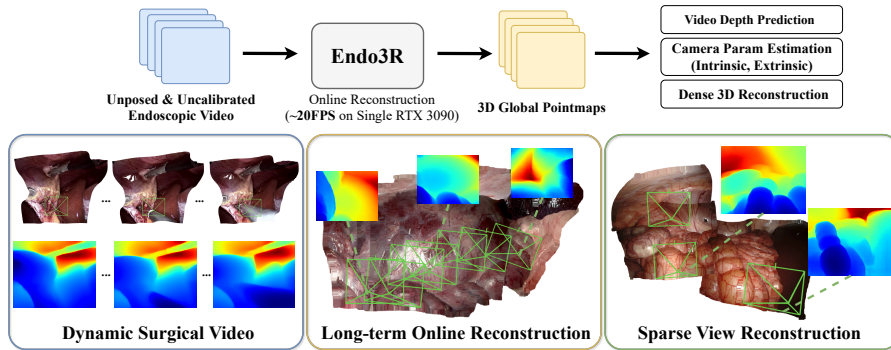 Unposed & Uncalibrated
Endoscopic Video
Endo3R
Online Reconstruction
(~20FPS on Single RTX 3090)
3D Global Pointmaps
Video Depth Prediction
Camera Param Estimation
(Intrinsic, Extrinsic)
Dense 3D Reconstruction
... ...
... ...
Dynamic Surgical Video
Long-term Online Reconstruction
Sparse View Reconstruction